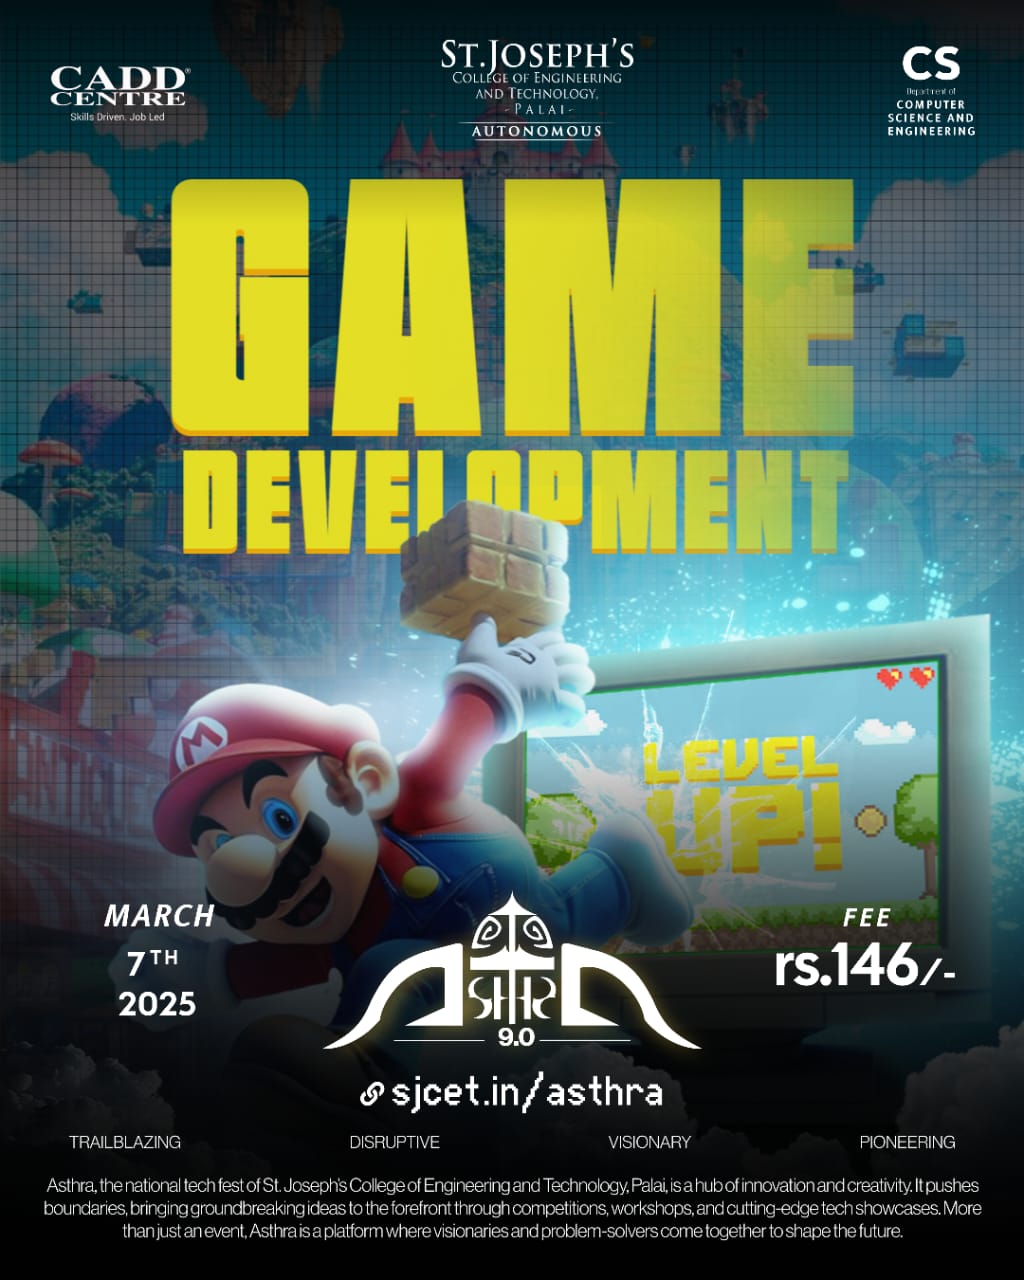 CADD
CENTRE
Skills Driven. Job Led
ST.JOSEPH'S
COLLEGE OF ENGINEERING
AND TECHNOLOGY,
- PALAI -
AUTONOMOUS
CS
Department of
COMPUTER
SCIENCE AND
ENGINEERING
GAME
DEVELOPMENT
M
LEVEL
UP!
MARCH
7TH
2025
ASTHRA
9.0
FEE
rs.146/-
sjcet.in/asthra
TRAILBLAZING
DISRUPTIVE
VISIONARY
PIONEERING
Asthra, the national tech fest of St. Joseph's College of Engineering and Technology, Palai, is a hub of innovation and creativity. It pushes
boundaries, bringing groundbreaking ideas to the forefront through competitions, workshops, and cutting-edge tech showcases. More
than just an event, Asthra is a platform where visionaries and problem-solvers come together to shape the future.